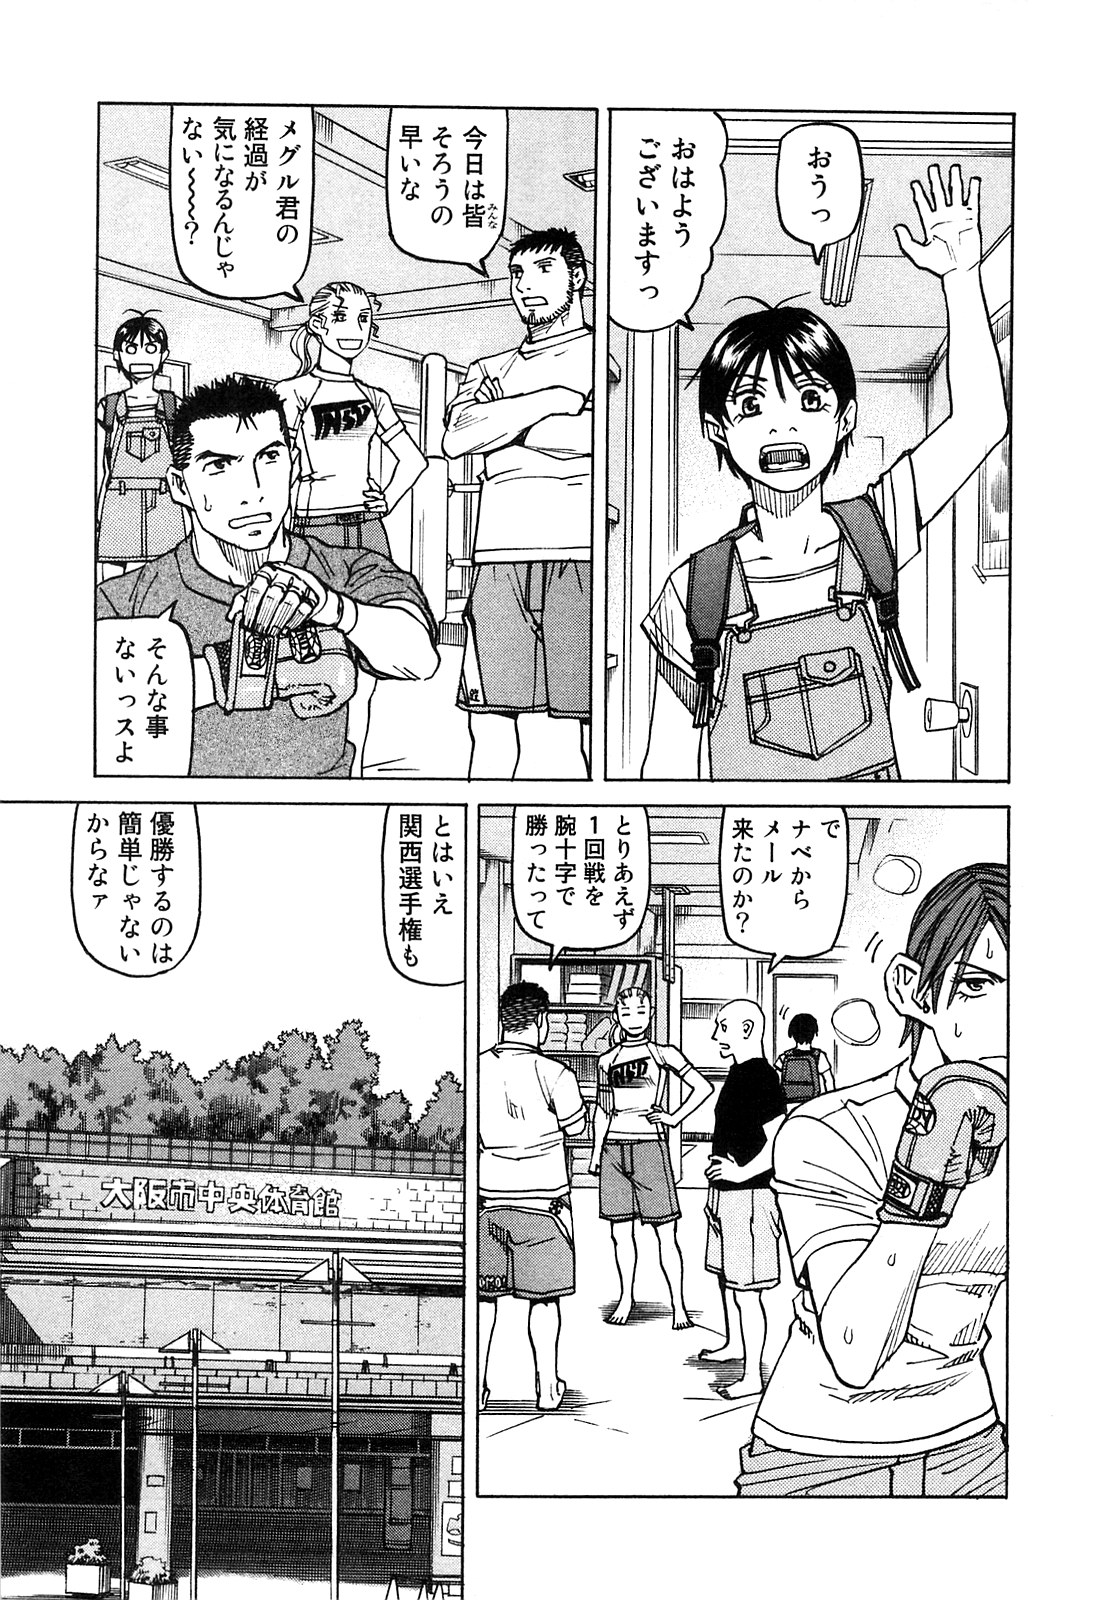 おうっ
おはよう
ございますっ
今日は皆
みんな
そろうの
早いな
メグル君の
経過が
気になるんじゃ
ない〜〜〜?
そんな事
ないっスよ
で
ナベから
メール
来たのか?
とりあえず
1回戦を
腕十字で
勝ったって
とはいえ
関西選手権も
優勝するのは
簡単じゃない
からなァ
大阪市中央体育館